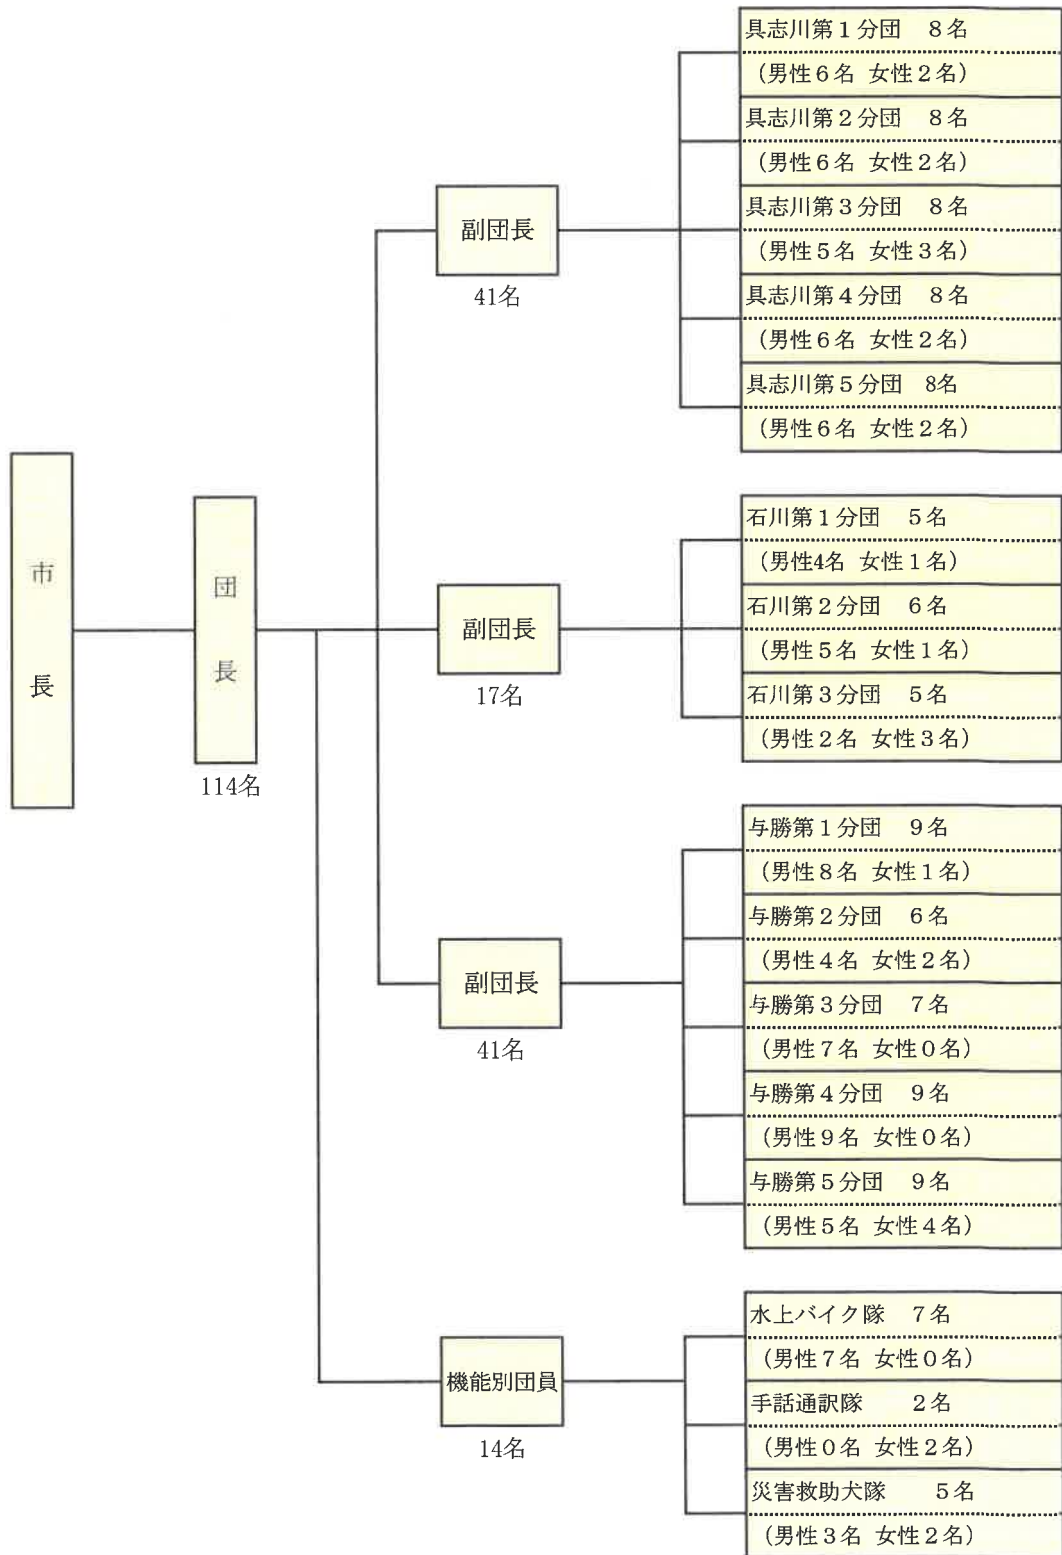 市長
団長
114名
副団長
41名
具志川第１分団　８名
（男性６名 女性２名）
具志川第２分団　８名
（男性６名 女性２名）
具志川第３分団　８名
（男性５名 女性３名）
具志川第４分団　８名
（男性６名 女性２名）
具志川第５分団　8名
（男性６名 女性２名）
副団長
17名
石川第１分団　５名
（男性4名 女性１名）
石川第２分団　６名
（男性５名 女性１名）
石川第３分団　５名
（男性２名 女性３名）
副団長
41名
与勝第１分団　９名
（男性８名 女性１名）
与勝第２分団　６名
（男性４名 女性２名）
与勝第３分団　７名
（男性７名 女性０名）
与勝第４分団　９名
（男性９名 女性０名）
与勝第５分団　９名
（男性５名 女性４名）
機能別団員
14名
水上バイク隊　７名
（男性７名 女性０名）
手話通訳隊　　２名
（男性０名 女性２名）
災害救助犬隊　　５名
（男性３名 女性２名）